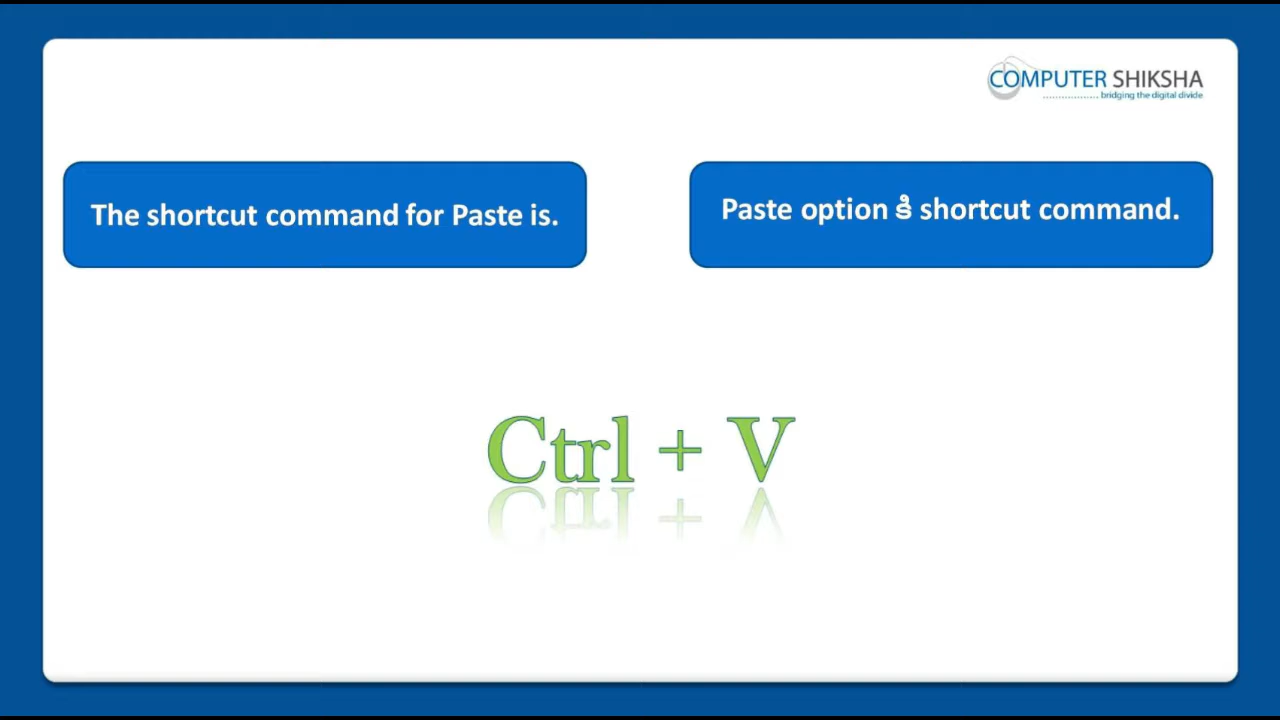 COMPUTER SHIKSHA
bridging the digital divide
The shortcut command for Paste is.
Paste option కి shortcut command.
Ctrl + V